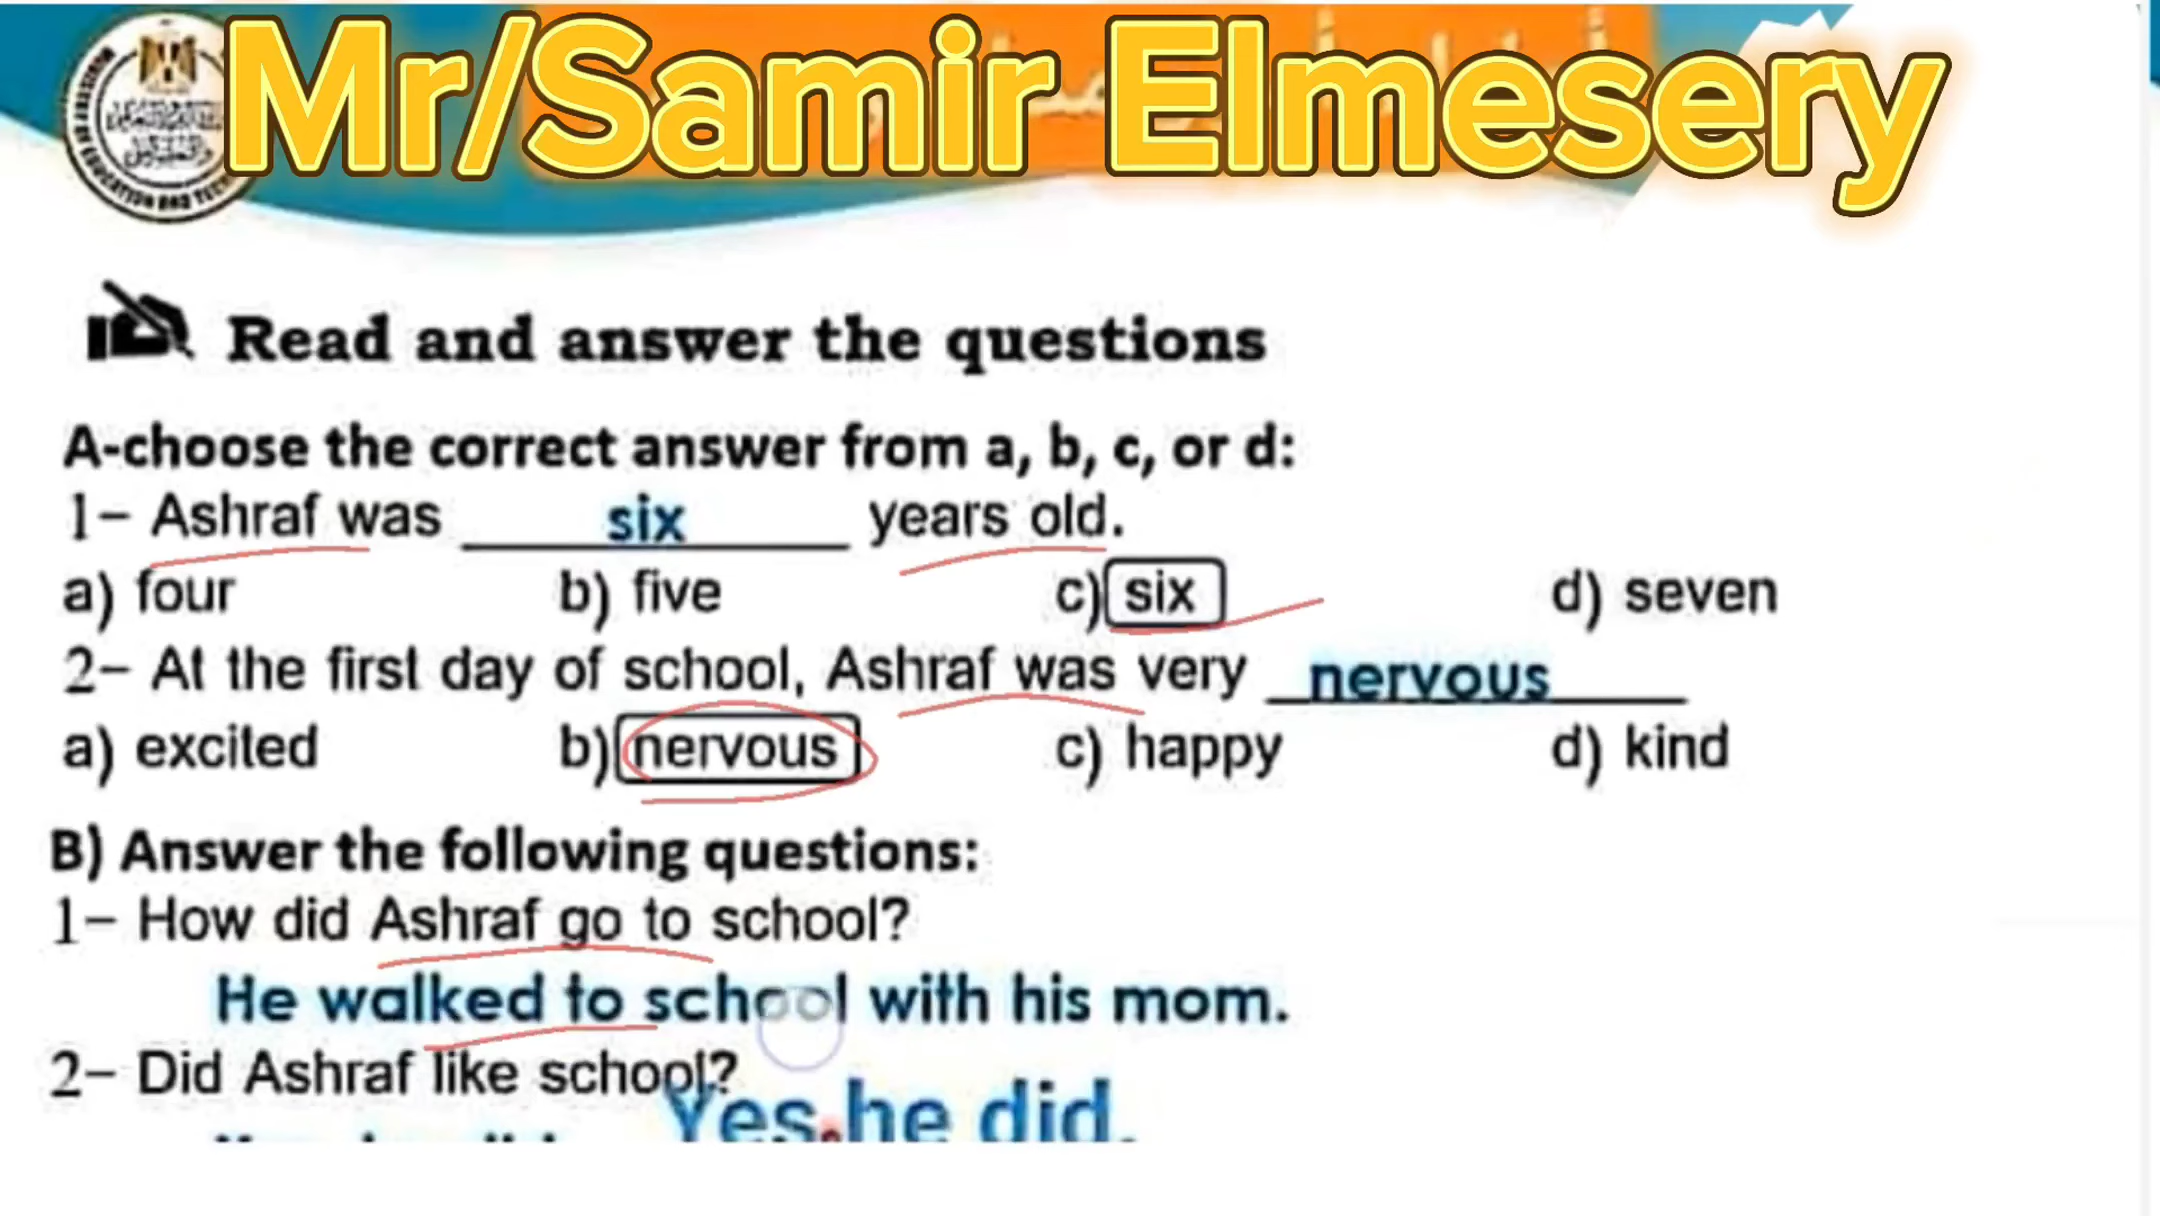 Mr/Samir Elmesery
Read and answer the questions
A-choose the correct answer from a, b, c, or d:
1- Ashraf was six years old.
a) four b) five c) six d) seven
2- At the first day of school, Ashraf was very nervous
a) excited b) nervous c) happy d) kind
B) Answer the following questions:
1- How did Ashraf go to school?
He walked to school with his mom.
2- Did Ashraf like school?
Yes,he did.